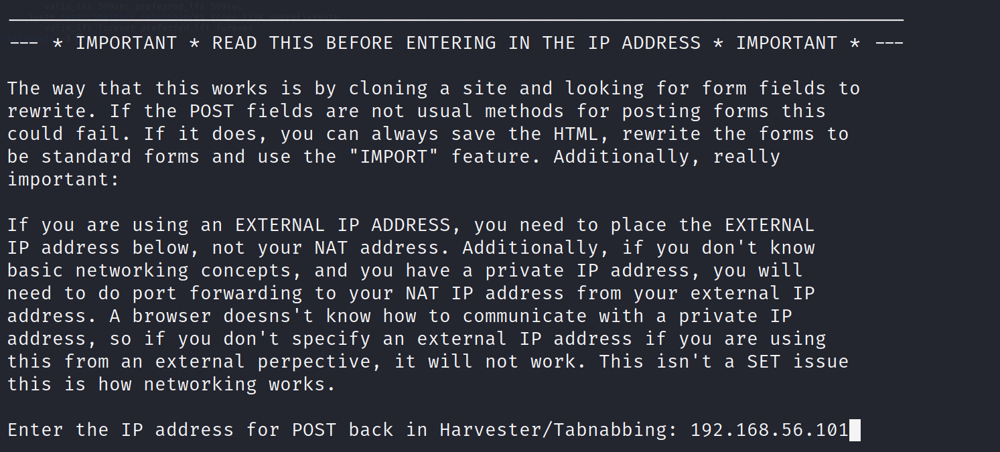 valid_lft 599sec preferred_lft 599sec
inet6 /64 scope link noprefixroute
valid_lft forever preferred_lft forever
--- * IMPORTANT * READ THIS BEFORE ENTERING IN THE IP ADDRESS * IMPORTANT * ---
The way that this works is by cloning a site and looking for form fields to
rewrite. If the POST fields are not usual methods for posting forms this
could fail. If it does, you can always save the HTML, rewrite the forms to
be standard forms and use the "IMPORT" feature. Additionally, really
important:
If you are using an EXTERNAL IP ADDRESS, you need to place the EXTERNAL
IP address below, not your NAT address. Additionally, if you don't know
basic networking concepts, and you have a private IP address, you will
need to do port forwarding to your NAT IP address from your external IP
address. A browser doesns't know how to communicate with a private IP
address, so if you don't specify an external IP address if you are using
this from an external perpective, it will not work. This isn't a SET issue
this is how networking works.
Enter the IP address for POST back in Harvester/Tabnabbing: 192.168.56.101